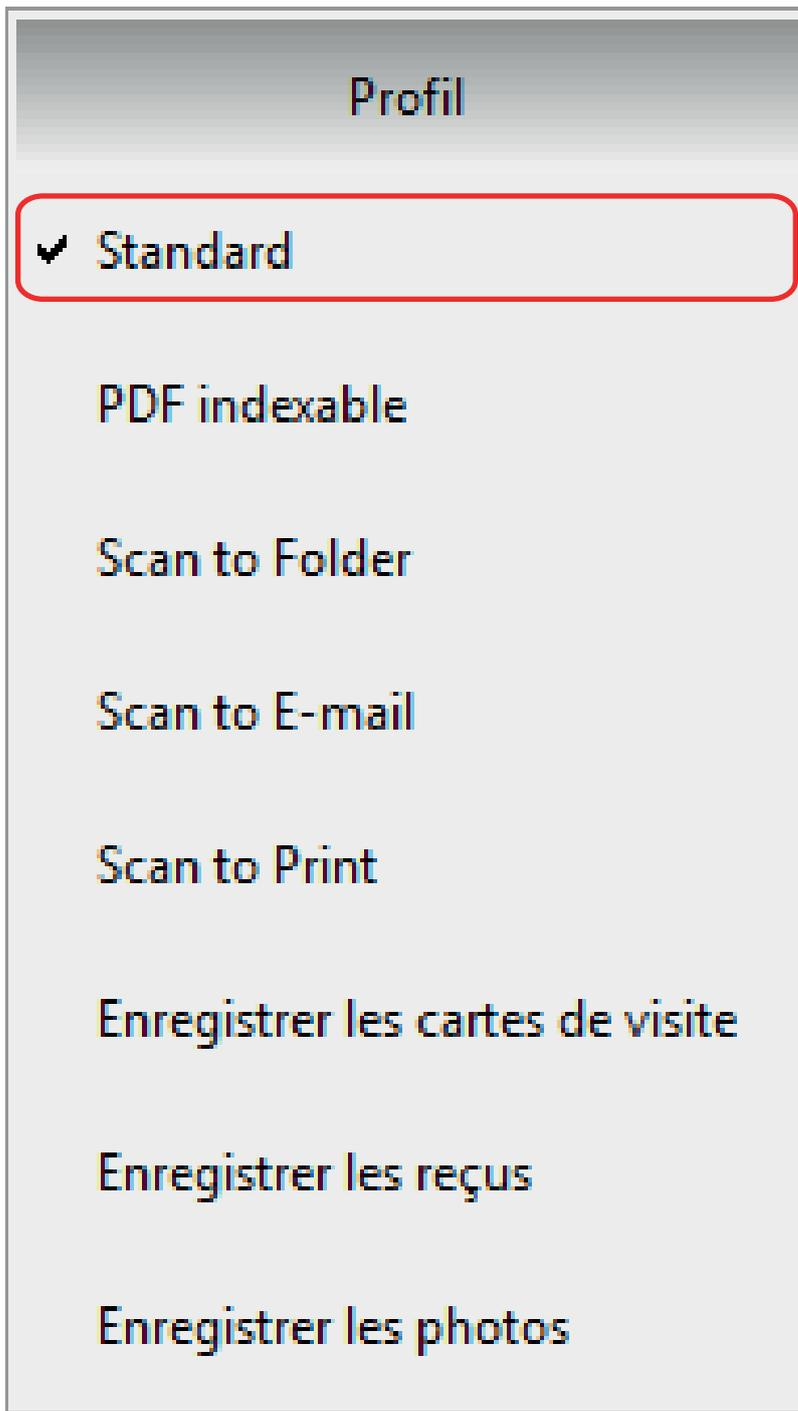 Profil
Standard
PDF indexable
Scan to Folder
Scan to E-mail
Scan to Print
Enregistrer les cartes de visite
Enregistrer les reçus
Enregistrer les photos